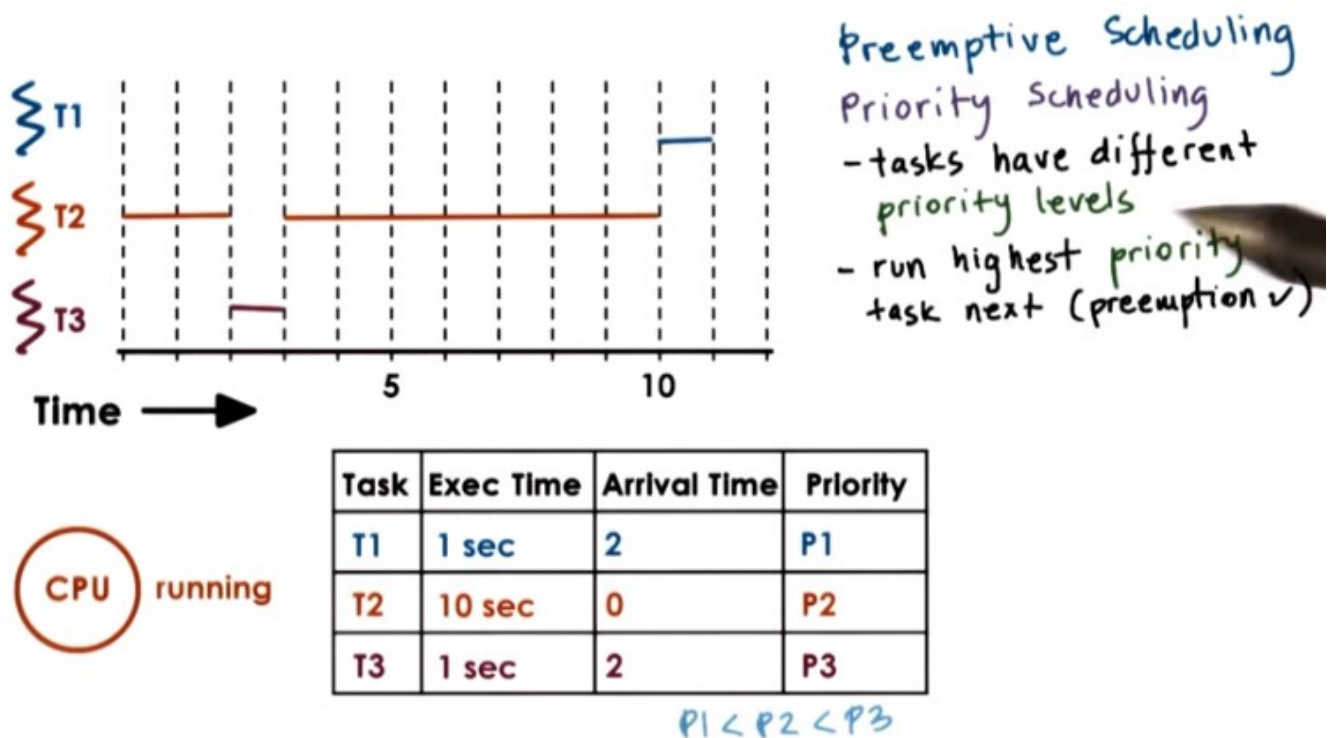 Preemptive Scheduling
Priority Scheduling
- tasks have different
priority levels
- run highest priority
task next (preemption ✓)
T1
T2
T3
5
10
Time
Task Exec Time Arrival Time Priority
T1 1 sec 2 P1
T2 10 sec 0 P2
T3 1 sec 2 P3
P1 < P2 < P3
CPU running